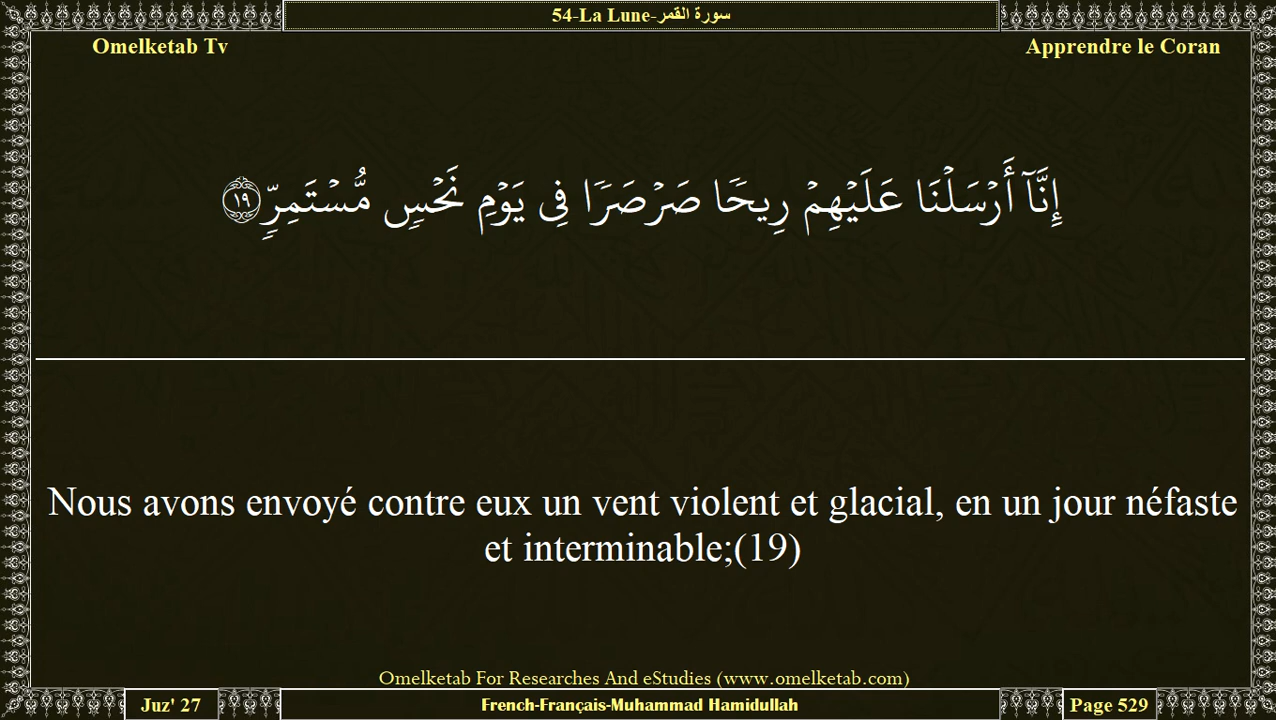 54-La Lune-سورة القمر
Omelketab Tv
Apprendre le Coran
إِنَّآ أَرْسَلْنَا عَلَيْهِمْ رِيحًا صَرْصَرًا فِى يَوْمِ نَحْسٍ مُّسْتَمِرٍّ ١٩
Nous avons envoyé contre eux un vent violent et glacial, en un jour néfaste
et interminable;(19)
Omelketab For Researches And eStudies (www.omelketab.com)
Juz' 27
French-Français-Muhammad Hamidullah
Page 529